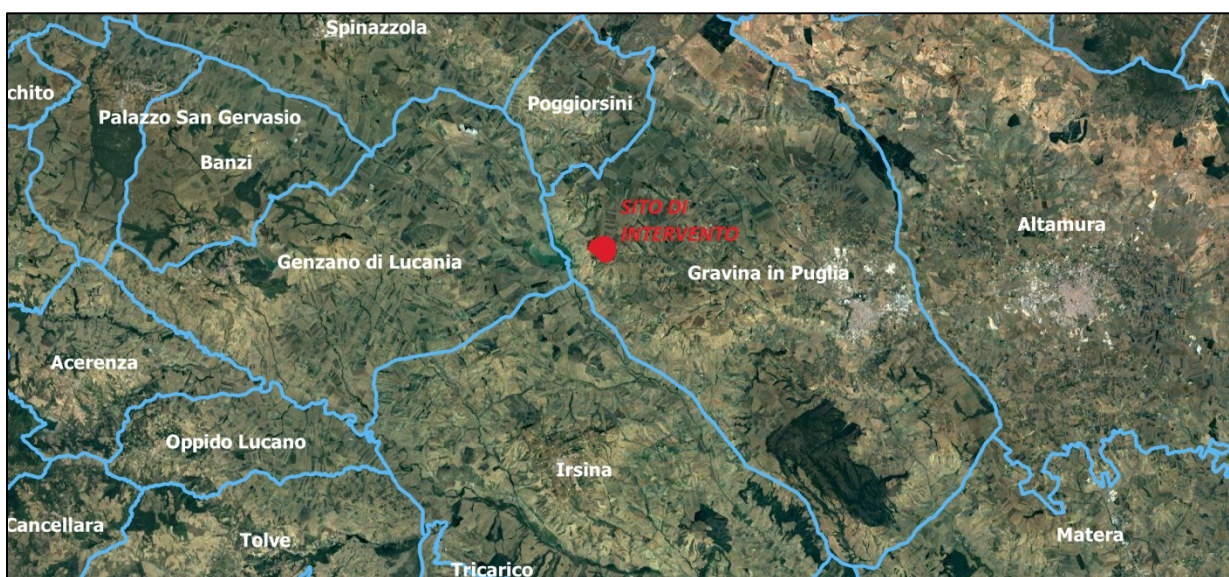 Spinazzola
chito
Palazzo San Gervasio
Poggiorsini
Banzi
SITO DI
INTERVENTO
Altamura
Genzano di Lucania
Gravina in Puglia
Acerenza
Oppido Lucano
Irsina
Cancellara
Tolve
Matera
Tricarico